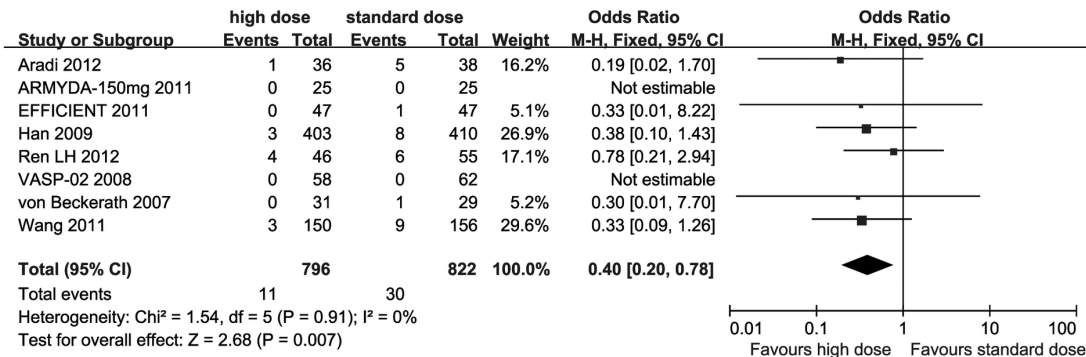 high dose standard dose Odds Ratio Odds Ratio
Study or Subgroup Events Total Events Total Weight M-H, Fixed, 95% CI M-H, Fixed, 95% CI
Aradi 2012 1 36 5 38 16.2% 0.19 [0.02, 1.70]
ARMYDA-150mg 2011 0 25 0 25 Not estimable
EFFICIENT 2011 0 47 1 47 5.1% 0.33 [0.01, 8.22]
Han 2009 3 403 8 410 26.9% 0.38 [0.10, 1.43]
Ren LH 2012 4 46 6 55 17.1% 0.78 [0.21, 2.94]
VASP-02 2008 0 58 0 62 Not estimable
von Beckerath 2007 0 31 1 29 5.2% 0.30 [0.01, 7.70]
Wang 2011 3 150 9 156 29.6% 0.33 [0.09, 1.26]
Total (95% CI) 796 822 100.0% 0.40 [0.20, 0.78]
Total events 11 30
Heterogeneity: Chi² = 1.54, df = 5 (P = 0.91); I² = 0%
Test for overall effect: Z = 2.68 (P = 0.007)
0.01 0.1 1 10 100
Favours high dose Favours standard dose